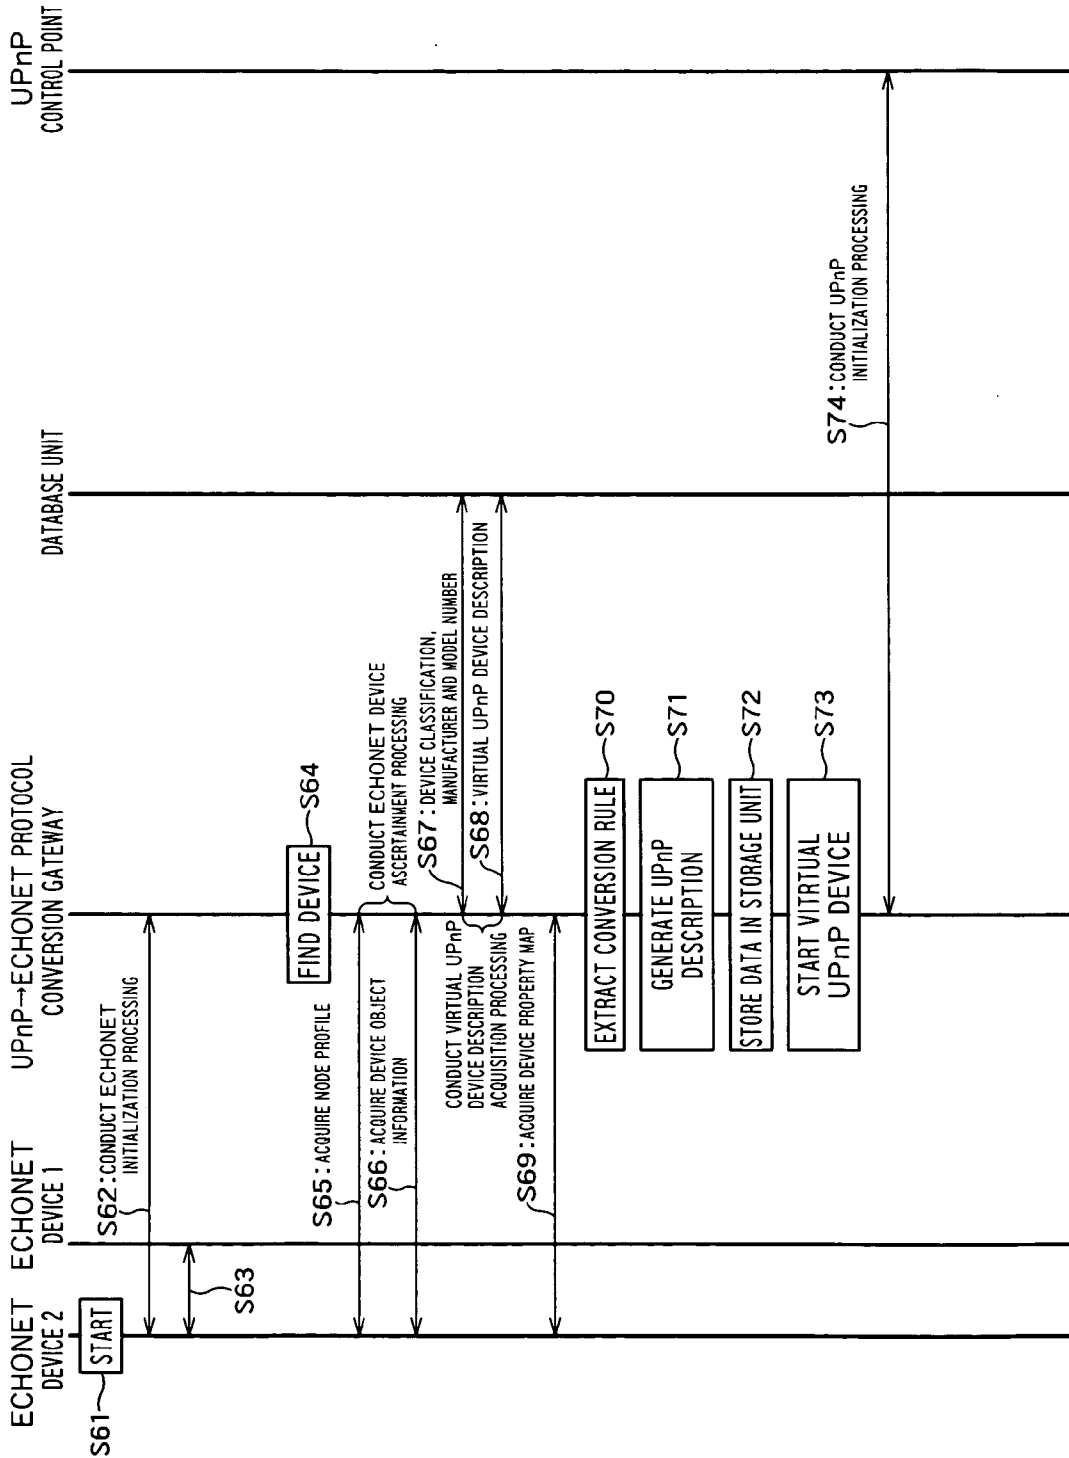 ECHONET
DEVICE 2
ECHONET
DEVICE 1
UPnP→ECHONET PROTOCOL
CONVERSION GATEWAY
DATABASE UNIT
UPnP
CONTROL POINT
S61
START
S62:CONDUCT ECHONET
INITIALIZATION PROCESSING
S63
FIND DEVICE
S64
S65:ACQUIRE NODE PROFILE
S66:ACQUIRE DEVICE OBJECT
INFORMATION
CONDUCT ECHONET DEVICE
ASCERTAINMENT PROCESSING
S67:DEVICE CLASSIFICATION,
MANUFACTURER AND MODEL NUMBER
S68:VIRTUAL UPnP DEVICE DESCRIPTION
CONDUCT VIRTUAL UPnP
DEVICE DESCRIPTION
ACQUISITION PROCESSING
S69:ACQUIRE DEVICE PROPERTY MAP
EXTRACT CONVERSION RULE
S70
GENERATE UPnP
DESCRIPTION
S71
STORE DATA IN STORAGE UNIT
S72
START VITRTUAL
UPnP DEVICE
S73
S74:CONDUCT UPnP
INITIALIZATION PROCESSING